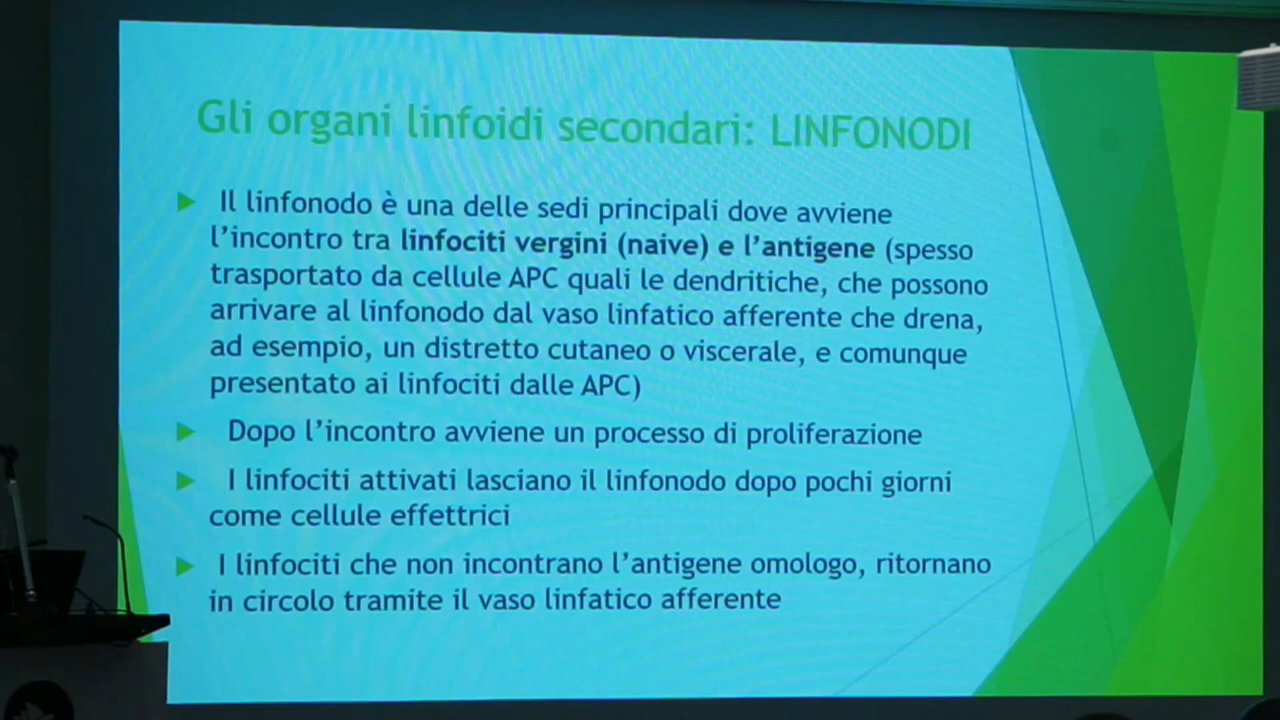 Gli organi linfoidi secondari: LINFONODI
Il linfonodo è una delle sedi principali dove avviene
l'incontro tra linfociti vergini (naive) e l'antigene (spesso
trasportato da cellule APC quali le dendritiche, che possono
arrivare al linfonodo dal vaso linfatico afferente che drena,
ad esempio, un distretto cutaneo o viscerale, e comunque
presentato ai linfociti dalle APC)
Dopo l'incontro avviene un processo di proliferazione
I linfociti attivati lasciano il linfonodo dopo pochi giorni
come cellule effettrici
I linfociti che non incontrano l'antigene omologo, ritornano
in circolo tramite il vaso linfatico afferente